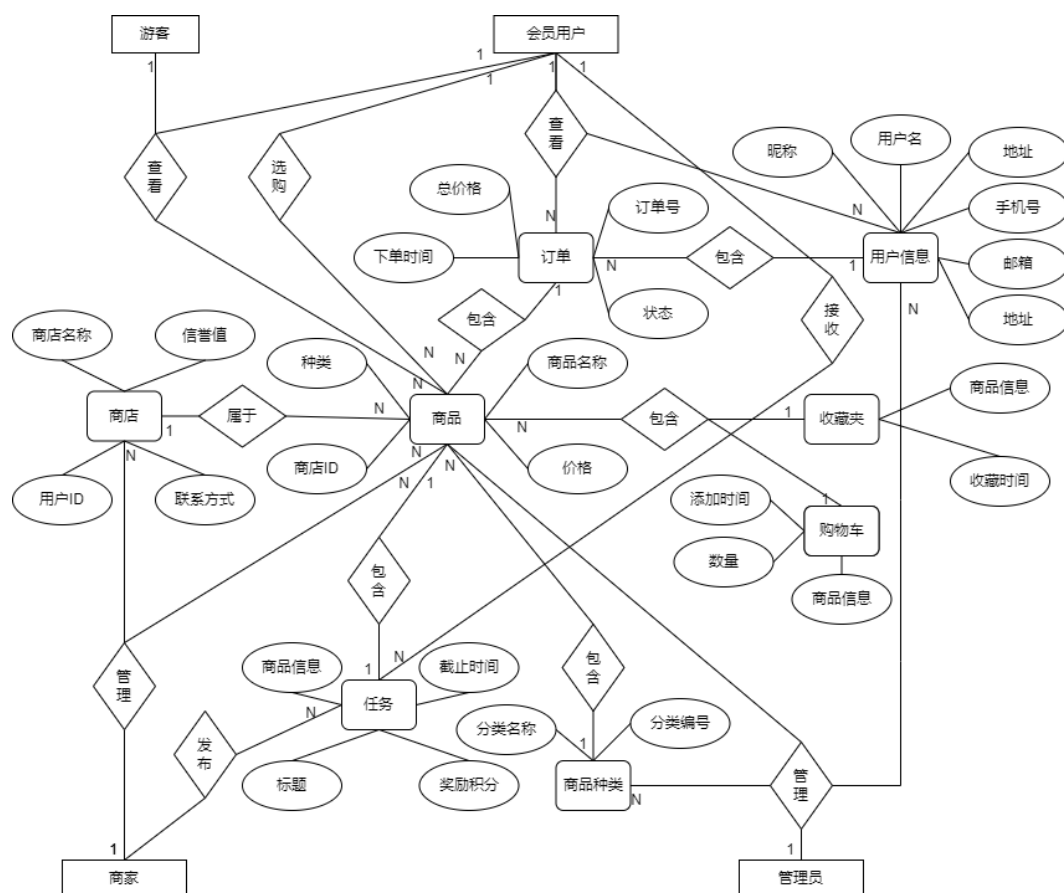 游客
会员用户
1
1
1
1
1
查看
选购
查看
昵称
用户名
地址
总价格
订单号
手机号
N
N
下单时间
订单
N
包含
1
用户信息
邮箱
接收
状态
地址
N
1
包含
商店名称
信誉值
种类
N
N
商品名称
N
商品信息
商店
1
属于
N
商品
N
包含
1
收藏夹
用户ID
N
联系方式
商店ID
N
N
1
N
价格
收藏时间
添加时间
1
购物车
数量
商品信息
包含
管理
商品信息
1
N
截止时间
包含
N
任务
发布
分类名称
1
分类编号
标题
奖励积分
商品种类
N
管理
1
商家
1
管理员